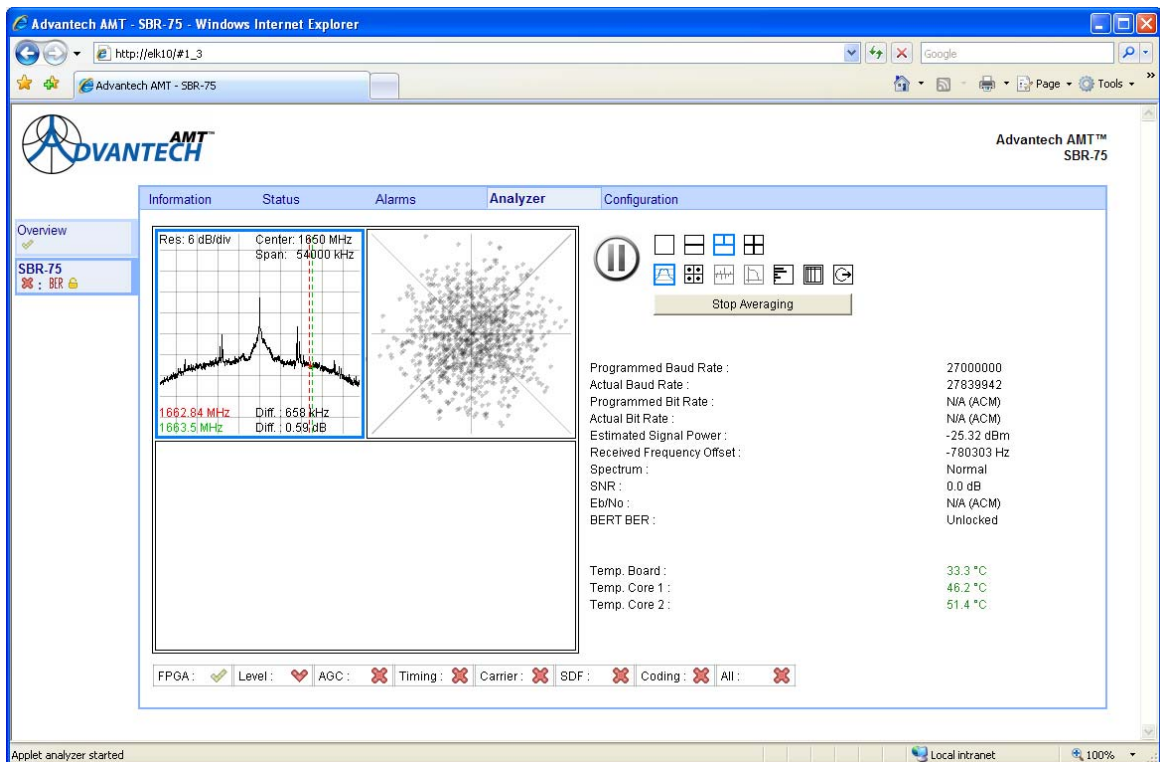 Advantech AMT - SBR-75 - Windows Internet Explorer
http://elk10/#1_3
Google
Advantech AMT - SBR-75
Page
Tools
»
AMT™
ADVANTECH
Advantech AMT™
SBR-75
Information
Status
Alarms
Analyzer
Configuration
Overview
SBR-75
: BER
Res: 6 dB/div
Center: 1650 MHz
Span: 54000 kHz
1662.84 MHz
Diff. : 658 kHz
1663.5 MHz
Diff. : 0.59 dB
Stop Averaging
Programmed Baud Rate : 27000000
Actual Baud Rate : 27839942
Programmed Bit Rate : N/A (ACM)
Actual Bit Rate : N/A (ACM)
Estimated Signal Power : -25.32 dBm
Received Frequency Offset : -780303 Hz
Spectrum : Normal
SNR : 0.0 dB
Eb/No : N/A (ACM)
BERT BER : Unlocked
Temp. Board : 33.3 °C
Temp. Core 1 : 46.2 °C
Temp. Core 2 : 51.4 °C
FPGA : Level : AGC : Timing : Carrier : SDF : Coding : All :
Applet analyzer started
Local intranet
100%